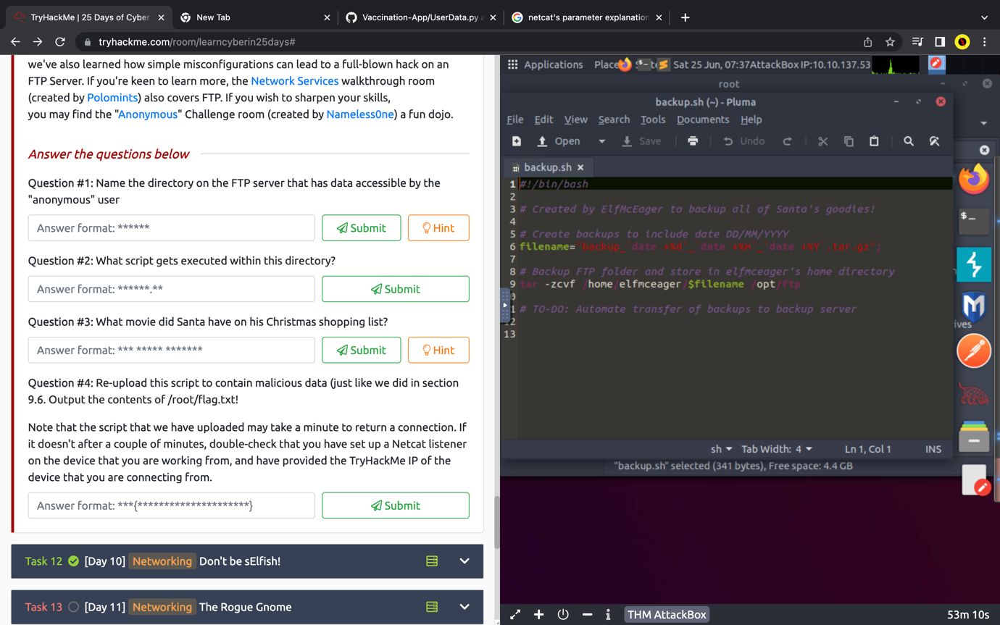 TryHackMe | 25 Days of Cyber
New Tab
Vaccination-App/UserData.py a
netcat's parameter explanation
tryhackme.com/room/learncyberin25days#
we've also learned how simple misconfigurations can lead to a full-blown hack on an
FTP Server. If you're keen to learn more, the Network Services walkthrough room
(created by Polomints) also covers FTP. If you wish to sharpen your skills,
you may find the "Anonymous" Challenge room (created by Nameless0ne) a fun dojo.
Answer the questions below
Question #1: Name the directory on the FTP server that has data accessible by the
"anonymous" user
Answer format: ******
Submit
Hint
Question #2: What script gets executed within this directory?
Answer format: ******.**
Submit
Question #3: What movie did Santa have on his Christmas shopping list?
Answer format: *** ***** *******
Submit
Hint
Question #4: Re-upload this script to contain malicious data (just like we did in section
9.6. Output the contents of /root/flag.txt!
Note that the script that we have uploaded may take a minute to return a connection. If
it doesn't after a couple of minutes, double-check that you have set up a Netcat listener
on the device that you are working from, and have provided the TryHackMe IP of the
device that you are connecting from.
Answer format: ***{*********************}
Submit
Task 12 [Day 10] Networking Don't be sElfish!
Task 13 [Day 11] Networking The Rogue Gnome
Applications Place Sat 25 Jun, 07:37 AttackBox IP:10.10.137.53
root
backup.sh (~) - Pluma
File Edit View Search Tools Documents Help
Open Save Undo
backup.sh
1 #!/bin/bash
2
3 # Created by ElfMcEager to backup all of Santa's goodies!
4
5 # Create backups to include date DD/MM/YYYY
6 filename="backup_`date +%d`_`date +%m`_`date +%Y`.tar.gz";
7
8 # Backup FTP folder and store in elfmceager's home directory
9 tar -zcvf /home/elfmceager/$filename /opt/ftp
0
1 # TO-DO: Automate transfer of backups to backup server
12
13
ives
sh Tab Width: 4 Ln 1, Col 1 INS
"backup.sh" selected (341 bytes), Free space: 4.4 GB
THM AttackBox
53m 10s